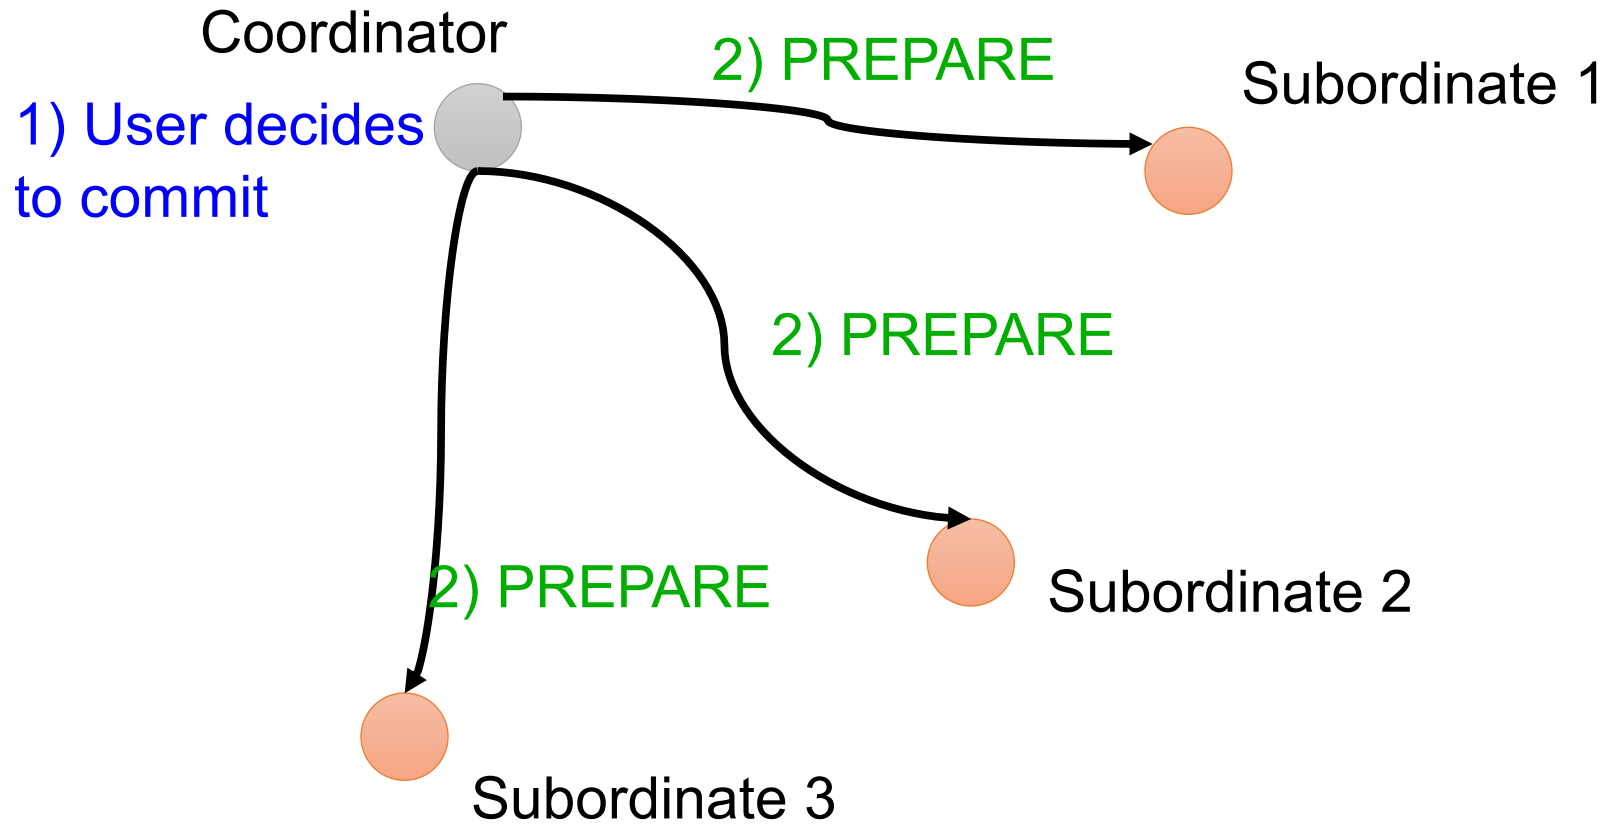 Coordinator
2) PREPARE
Subordinate 1
1) User decides
to commit
2) PREPARE
2) PREPARE
Subordinate 2
Subordinate 3